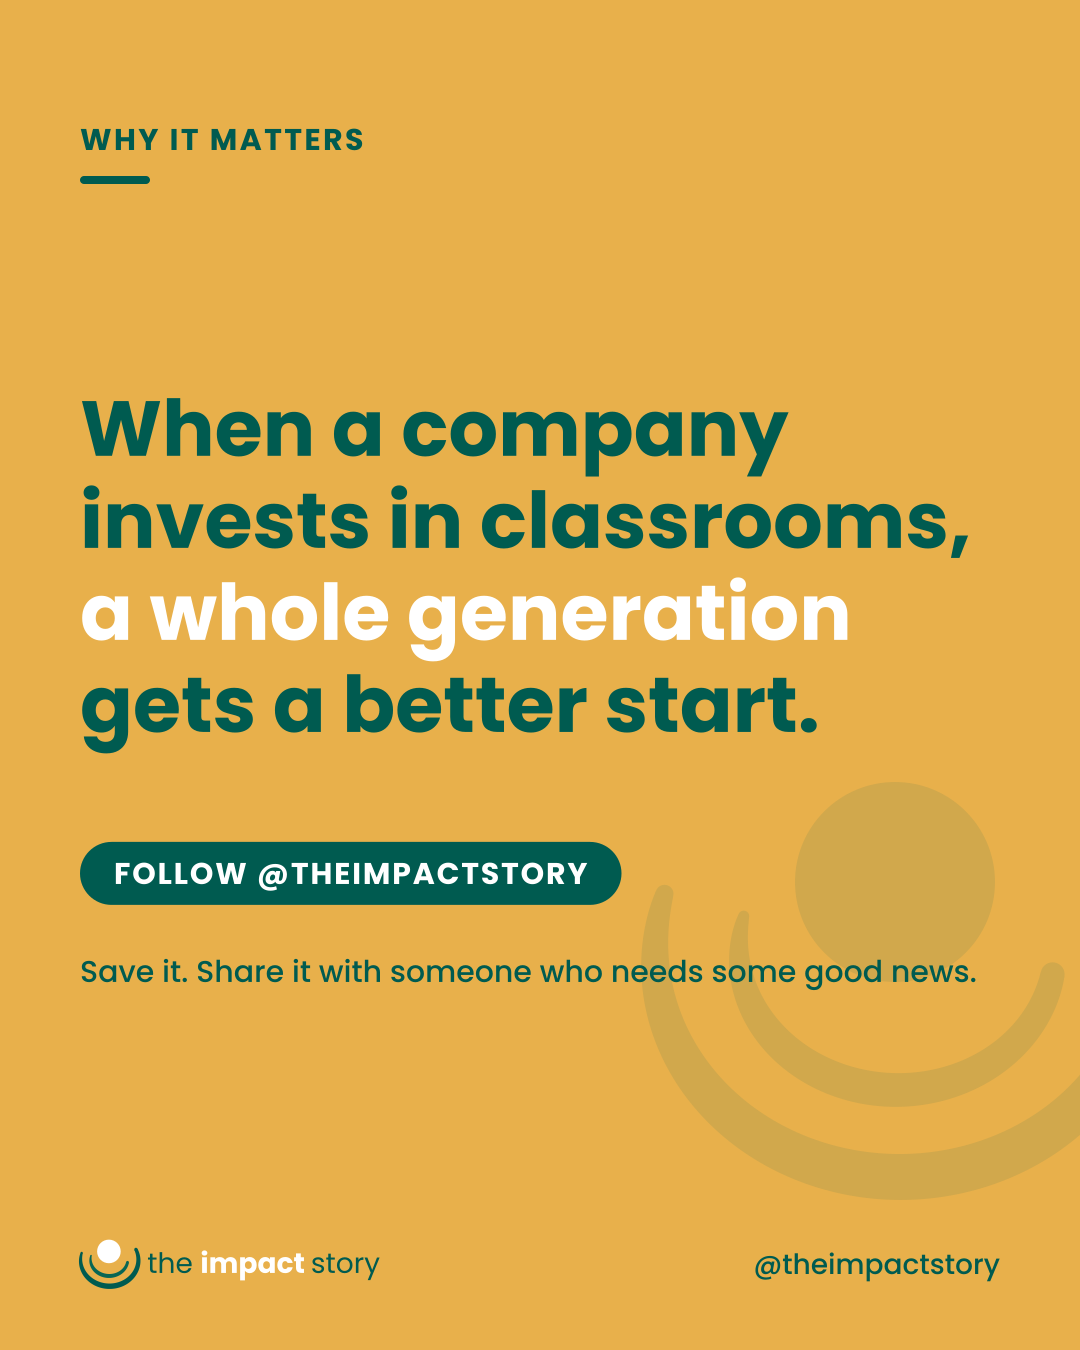 WHY IT MATTERS
When a company
invests in classrooms,
a whole generation
gets a better start.
FOLLOW @THEIMPACTSTORY
Save it. Share it with someone who needs some good news.
the impact story
@theimpactstory